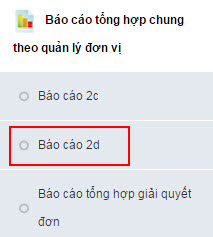 Báo cáo tổng hợp chung
theo quản lý đơn vị
Báo cáo 2c
Báo cáo 2d
Báo cáo tổng hợp giải quyết
đơn